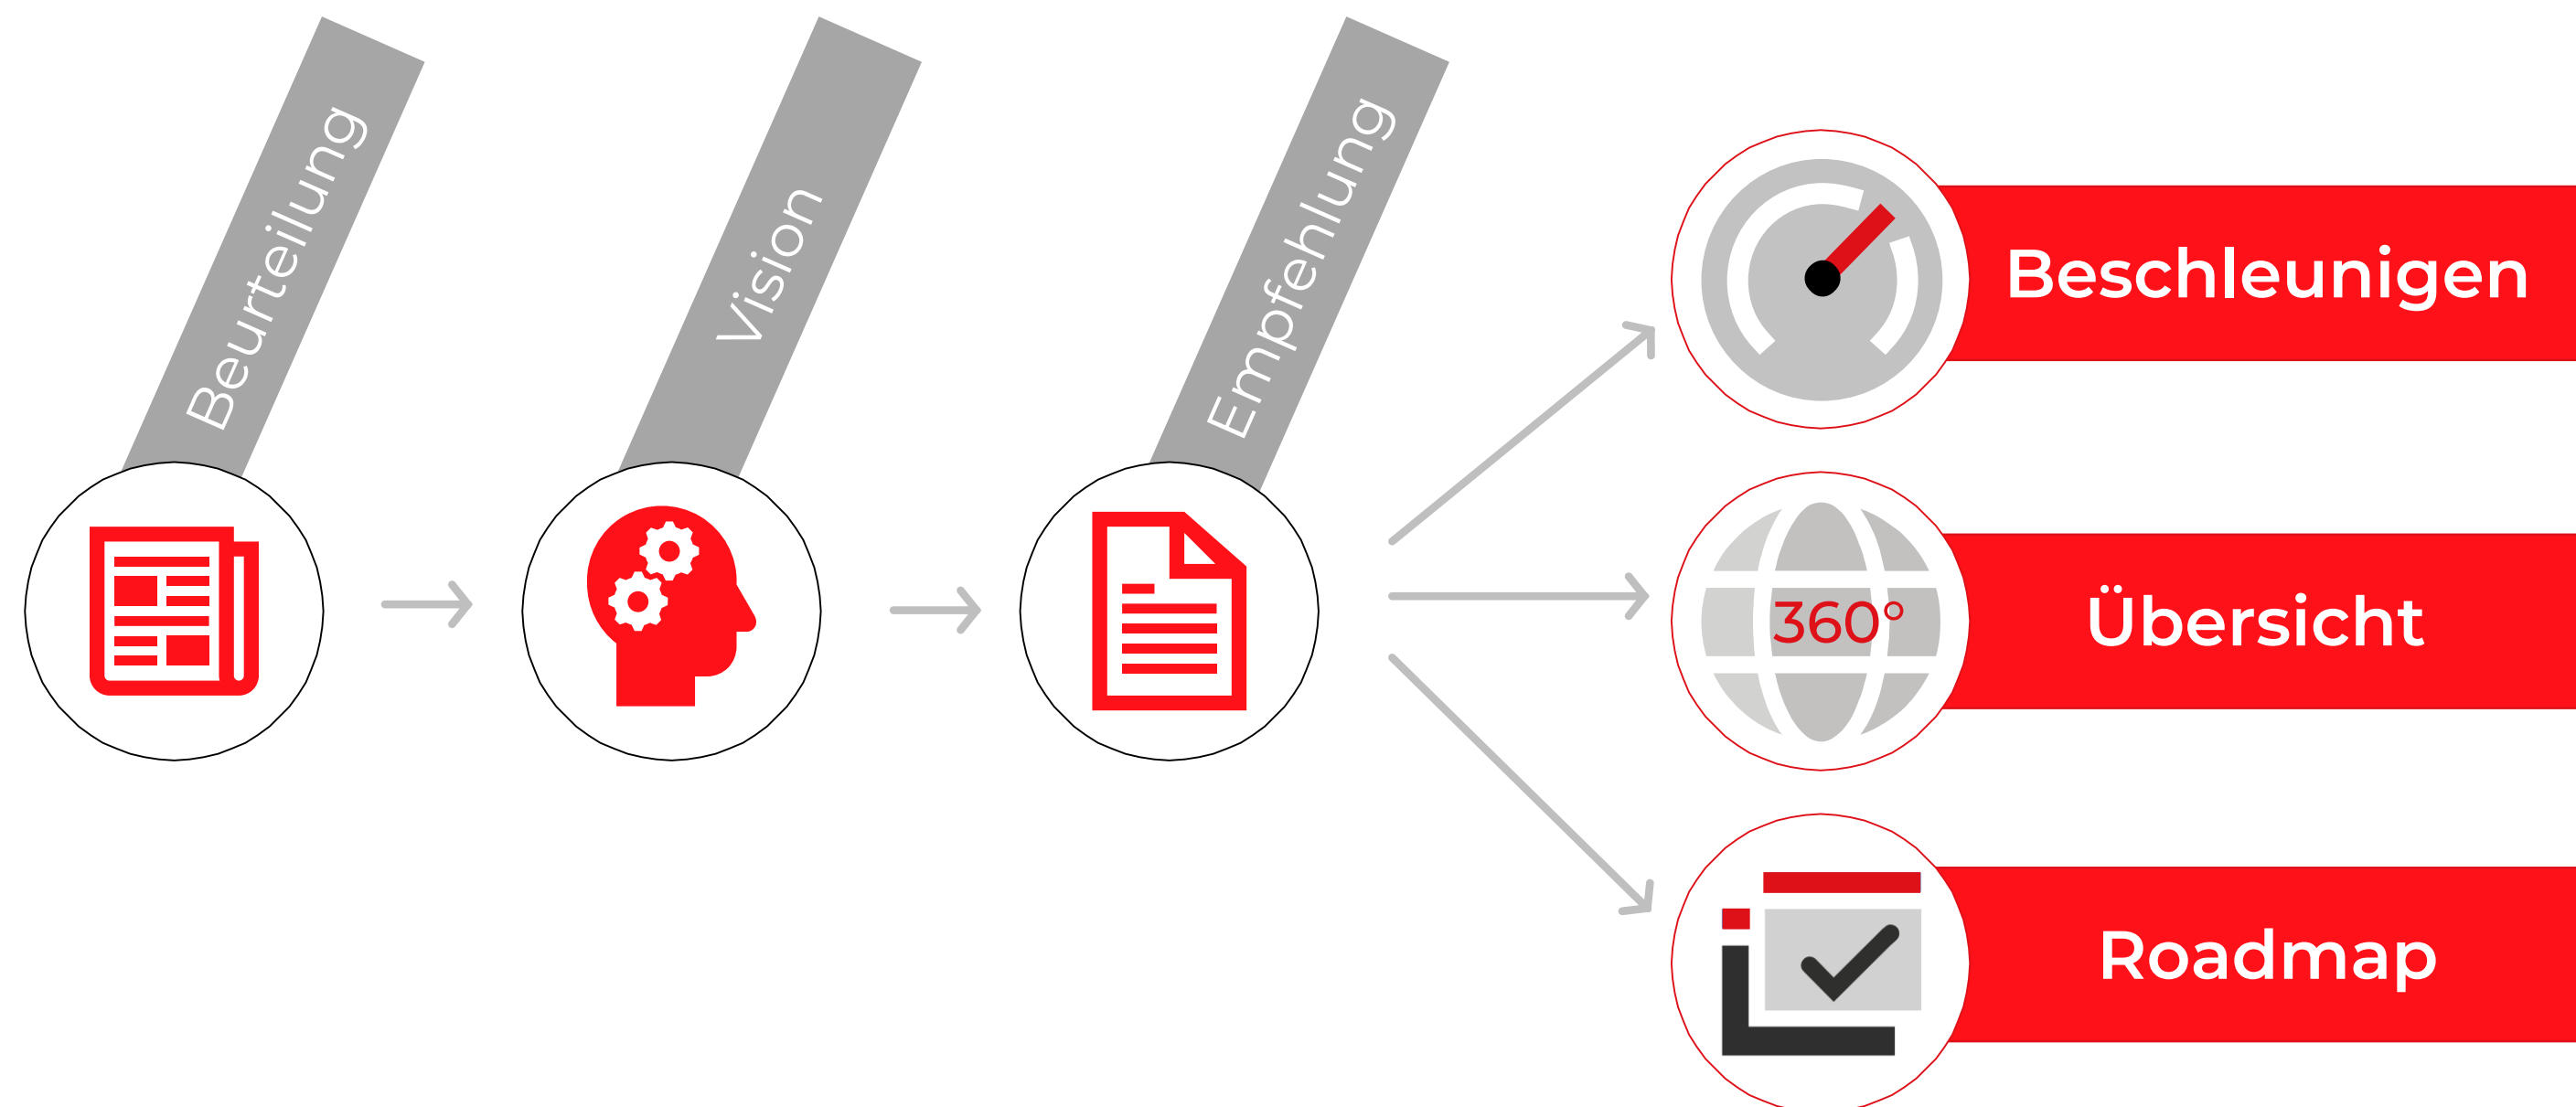 Beurteilung
Vision
Empfehlung
Beschleunigen
360°
Übersicht
Roadmap